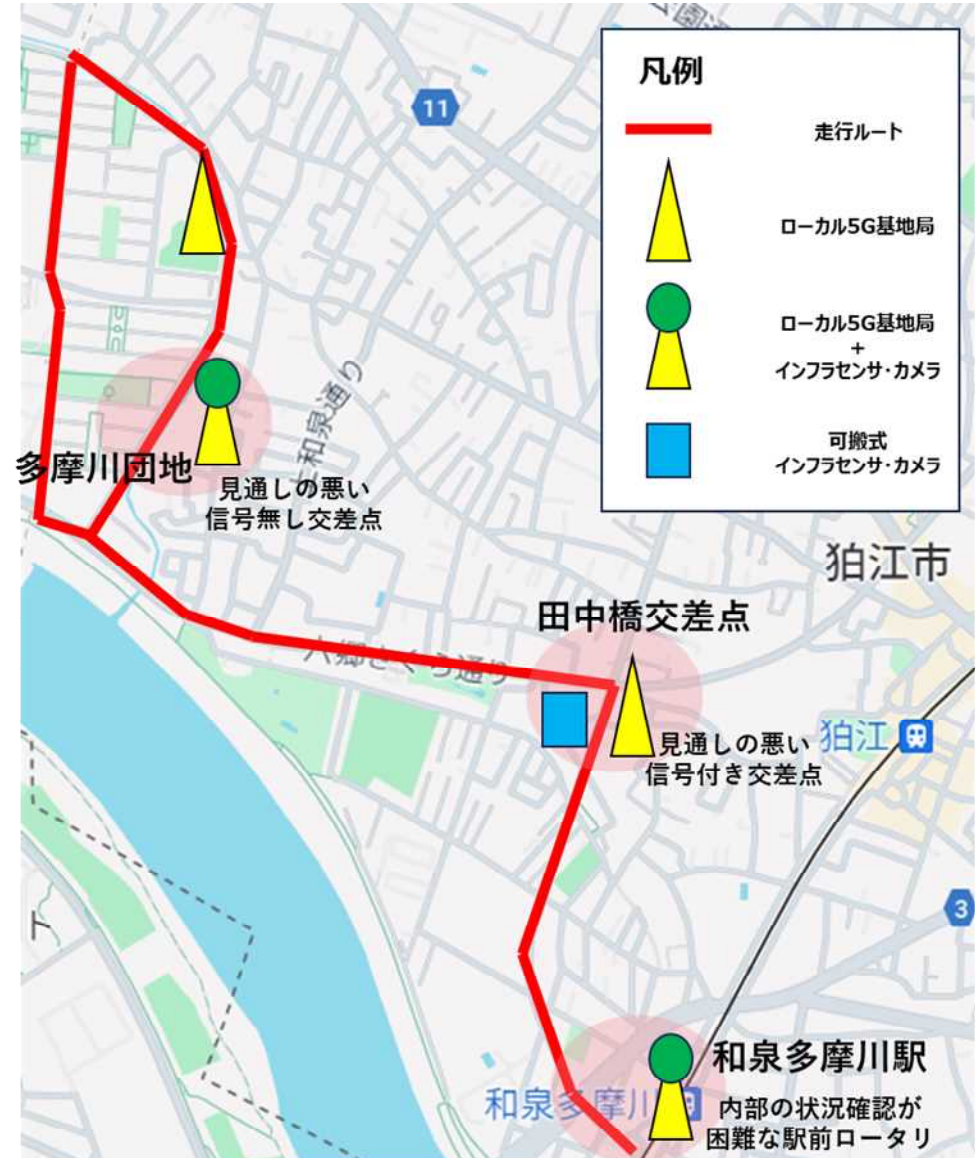 凡例
走行ルート
ローカル5G基地局
ローカル5G基地局
+
インフラセンサ・カメラ
可搬式
インフラセンサ・カメラ
11
和泉通り
多摩川団地
見通しの悪い
信号無し交差点
狛江市
田中橋交差点
六郷さくら通り
狛江
見通しの悪い
信号付き交差点
3
和泉多摩川駅
和泉多摩川
内部の状況確認が
困難な駅前ロータリ